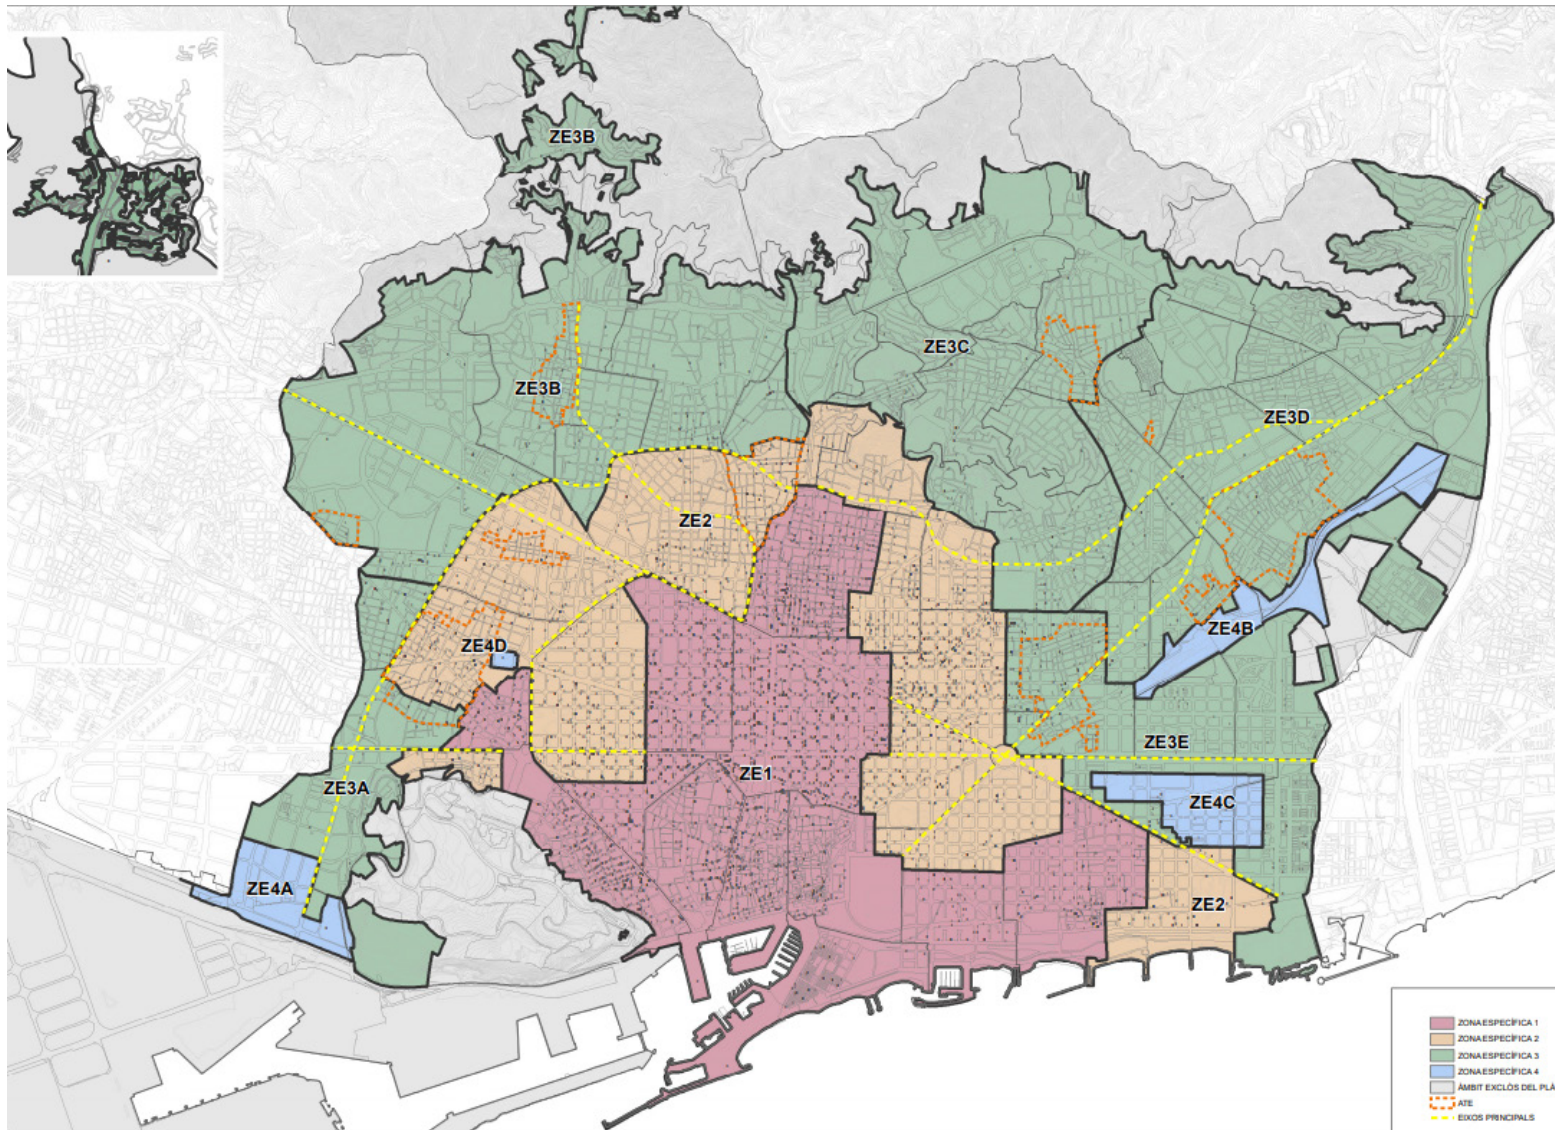 ZE3B
ZE3C
ZE3B
ZE3D
ZE2
ZE4B
ZE4D
ZE3E
ZE1
ZE3A
ZE4C
ZE4A
ZE2
ZONA ESPECÍFICA 1
ZONA ESPECÍFICA 2
ZONA ESPECÍFICA 3
ZONA ESPECÍFICA 4
ÀMBIT EXCLÒS DEL PLA
ATE
EIXOS PRINCIPALS